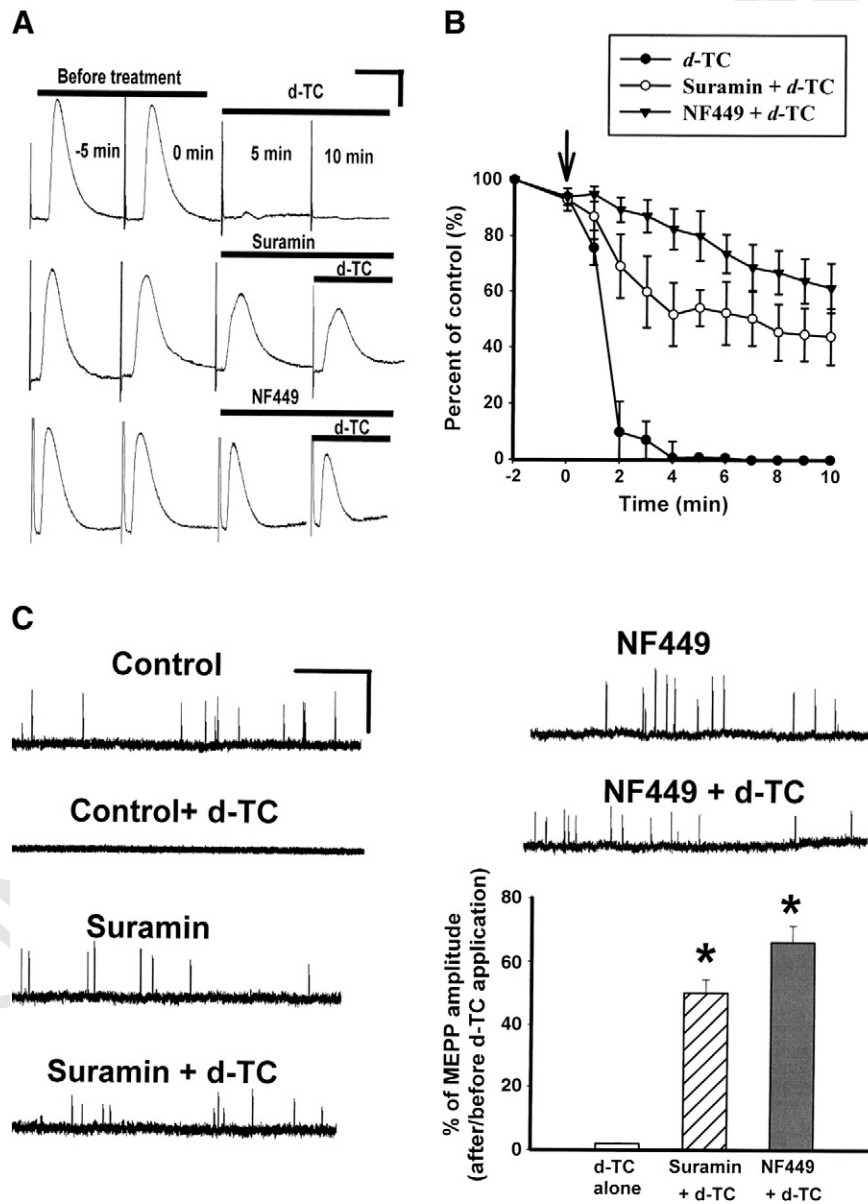 A
Before treatment
d-TC
-5 min
0 min
5 min
10 min
Suramin
d-TC
NF449
d-TC
B
d-TC
Suramin + d-TC
NF449 + d-TC
Percent of control (%)
100
80
60
40
20
0
-2 0 2 4 6 8 10
Time (min)
C
Control
Control+ d-TC
Suramin
Suramin + d-TC
NF449
NF449 + d-TC
% of MEPP amplitude
(after/before d-TC application)
80
60
40
20
0
*
*
d-TC
alone
Suramin
+ d-TC
NF449
+ d-TC